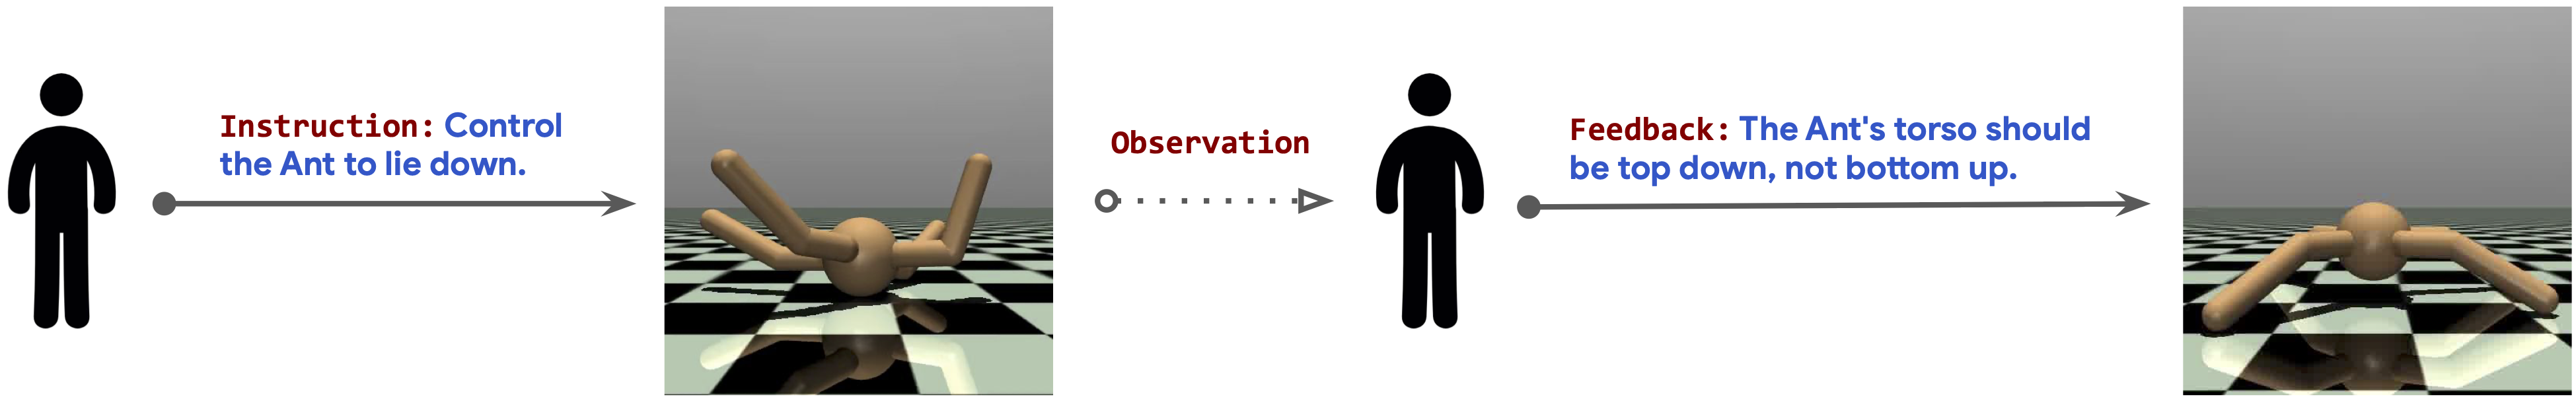 Instruction: Control
the Ant to lie down.
Observation
Feedback: The Ant's torso should
be top down, not bottom up.